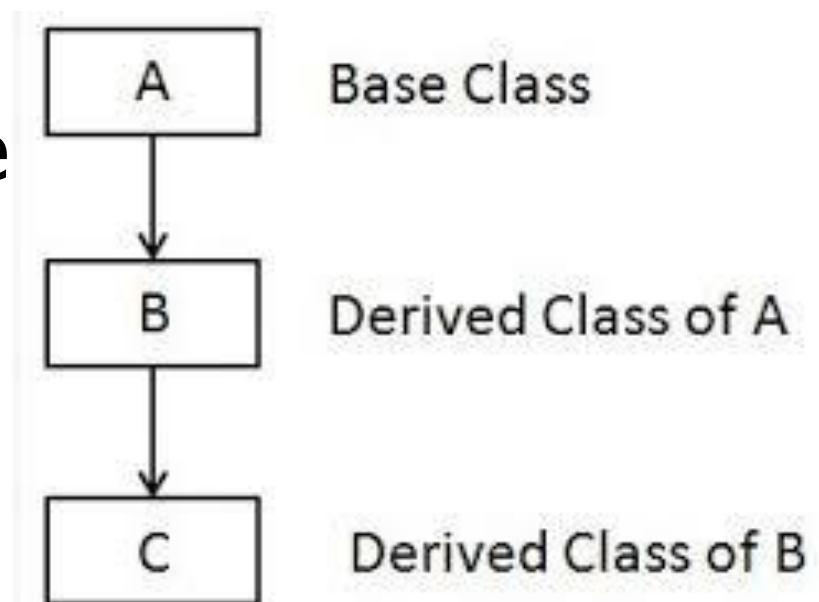 A Base Class
e
B Derived Class of A
C Derived Class of B